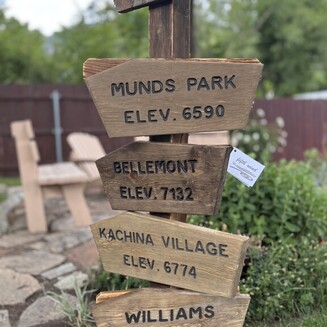 MUNDS PARK
ELEV. 6590
BELLEMONT
ELEV. 7132
KACHINA VILLAGE
ELEV. 6774
WILLIAMS